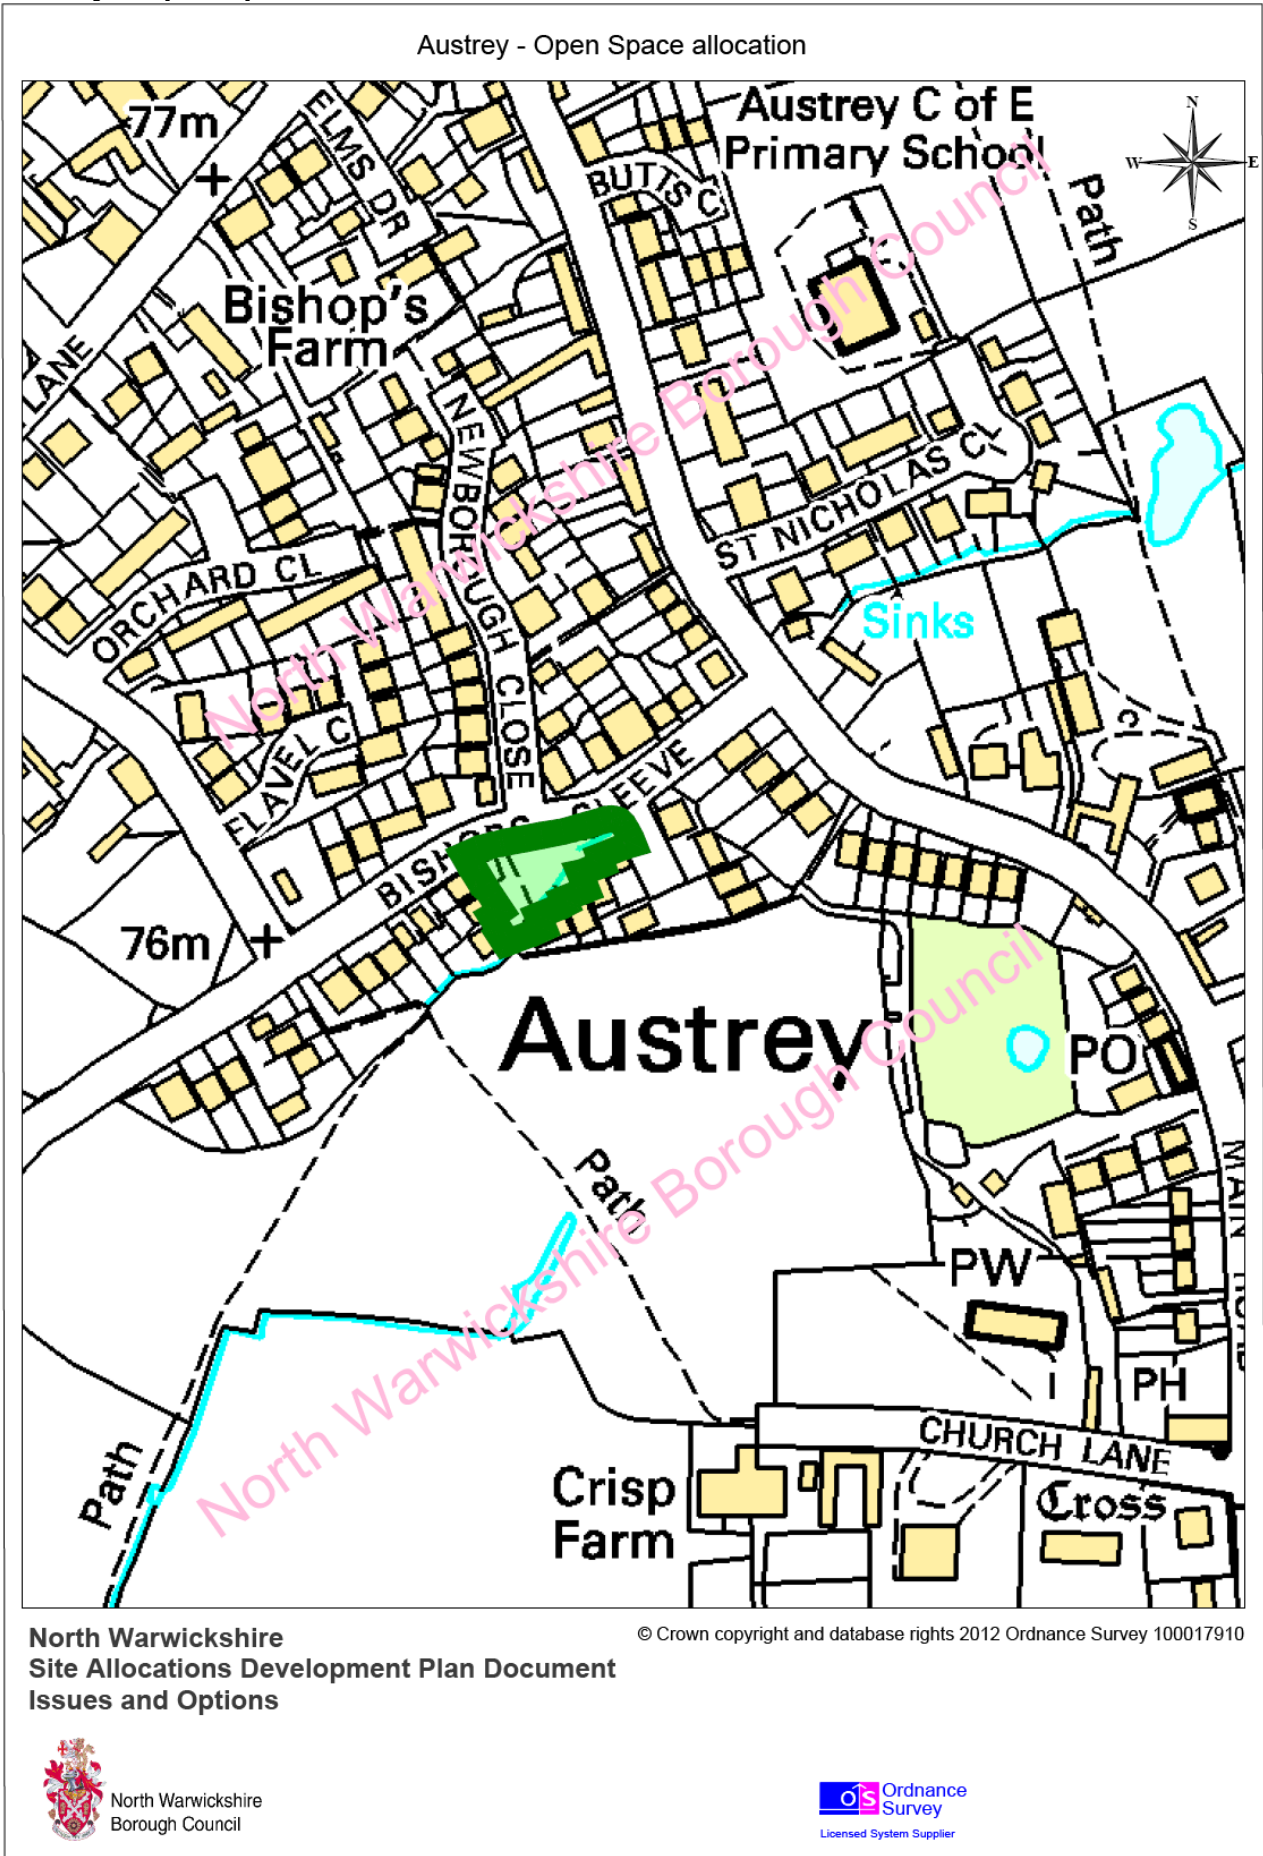 Austrey - Open Space allocation
77m
ELMS DR
Austrey C of E
Primary School
N
W
E
S
BUTTS C
Path
Bishop's
Farm
LANE
NEWBOROUGH CLOSE
ST NICHOLAS CL
ORCHARD CL
Sinks
FLAVEL C
BISHOPS CLEEVE
76m
Austrey
PO
Path
MAIN ROAD
PW
PH
CHURCH LANE
Path
Crisp
Farm
Cross
North Warwickshire Borough Council
North Warwickshire Borough Council
North Warwickshire
Site Allocations Development Plan Document
Issues and Options
© Crown copyright and database rights 2012 Ordnance Survey 100017910
North Warwickshire
Borough Council
OS Ordnance
Survey
Licensed System Supplier